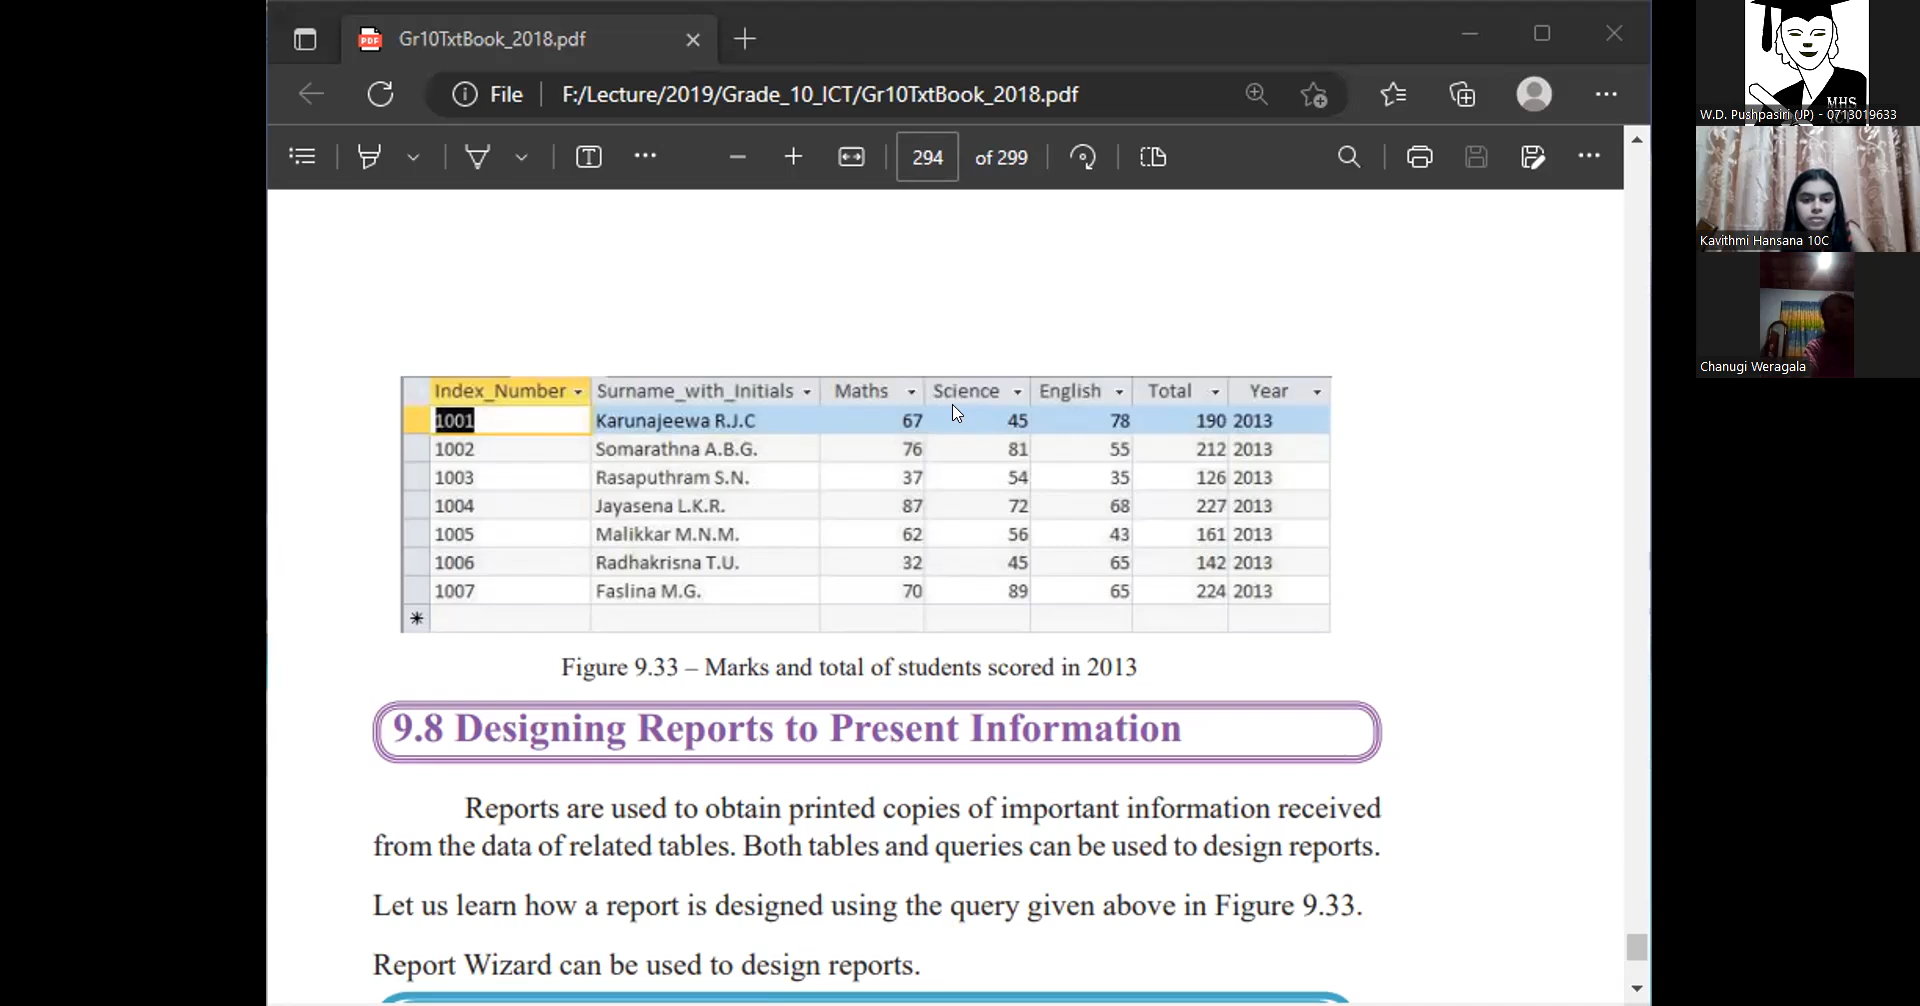 Gr10TxtBook_2018.pdf
File F:/Lecture/2019/Grade_10_ICT/Gr10TxtBook_2018.pdf
294 of 299
Index_Number Surname_with_Initials Maths Science English Total Year
1001 Karunajeewa R.J.C 67 45 78 190 2013
1002 Somarathna A.B.G. 76 81 55 212 2013
1003 Rasaputhram S.N. 37 54 35 126 2013
1004 Jayasena L.K.R. 87 72 68 227 2013
1005 Malikkar M.N.M. 62 56 43 161 2013
1006 Radhakrisna T.U. 32 45 65 142 2013
1007 Faslina M.G. 70 89 65 224 2013
Figure 9.33 – Marks and total of students scored in 2013
9.8 Designing Reports to Present Information
Reports are used to obtain printed copies of important information received
from the data of related tables. Both tables and queries can be used to design reports.
Let us learn how a report is designed using the query given above in Figure 9.33.
Report Wizard can be used to design reports.
MHS
W.D. Pushpasiri (JP) - 0713019633
Kavithmi Hansana 10C
Chanugi Weragala